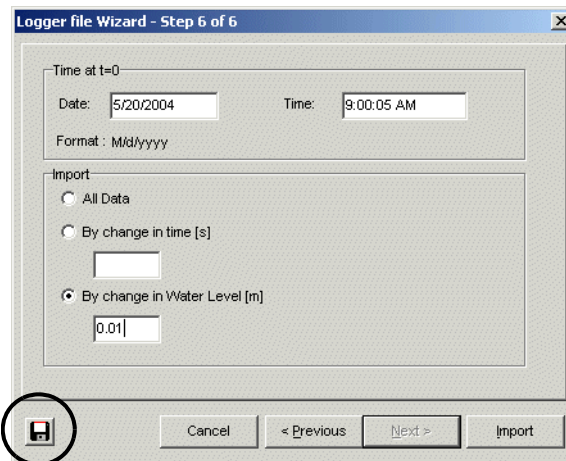 Logger file Wizard - Step 6 of 6
Time at t=0
Date: 5/20/2004 Time: 9:00:05 AM
Format : M/d/yyyy
Import
All Data
By change in time [s]
By change in Water Level [m]
0.01
Cancel < Previous Next > Import